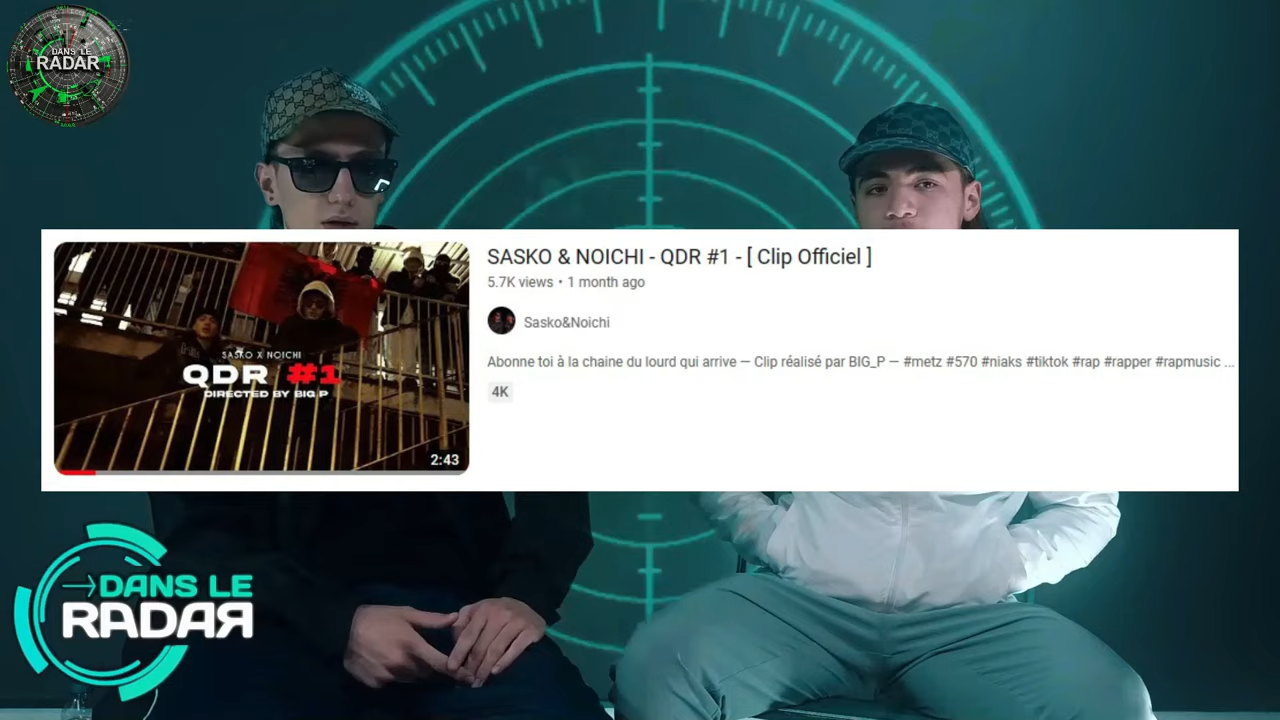 DANS LE
RADAR
SASKO & NOICHI - QDR #1 - [ Clip Officiel ]
5.7K views • 1 month ago
Sasko&Noichi
Abonne toi à la chaine du lourd qui arrive — Clip réalisé par BIG_P — #metz #570 #niaks #tiktok #rap #rapper #rapmusic ...
4K
SASKO X NOICHI
QDR #1
DIRECTED BY BIG P
2:43
DANS LE
RADAR